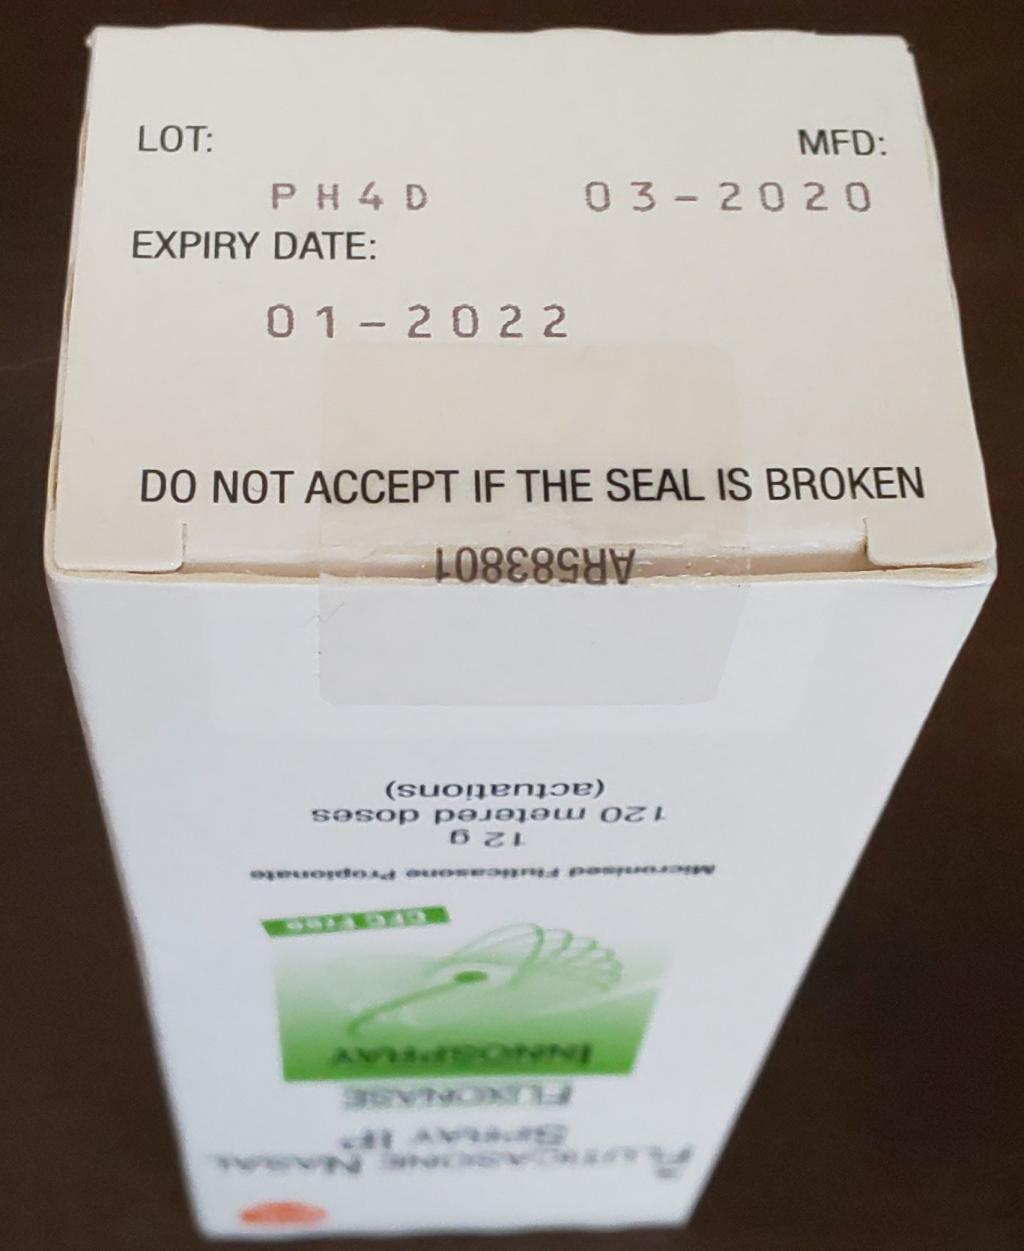 LOT:
MFD:
PH4D
03-2020
EXPIRY DATE:
01-2022
DO NOT ACCEPT IF THE SEAL IS BROKEN
AR583801
FLUTICASONE NASAL
SPRAY IP
FLIXONASE
INNOSPRAY
CFC Free
Micronised Fluticasone Propionate
12 g
120 metered doses
(actuations)